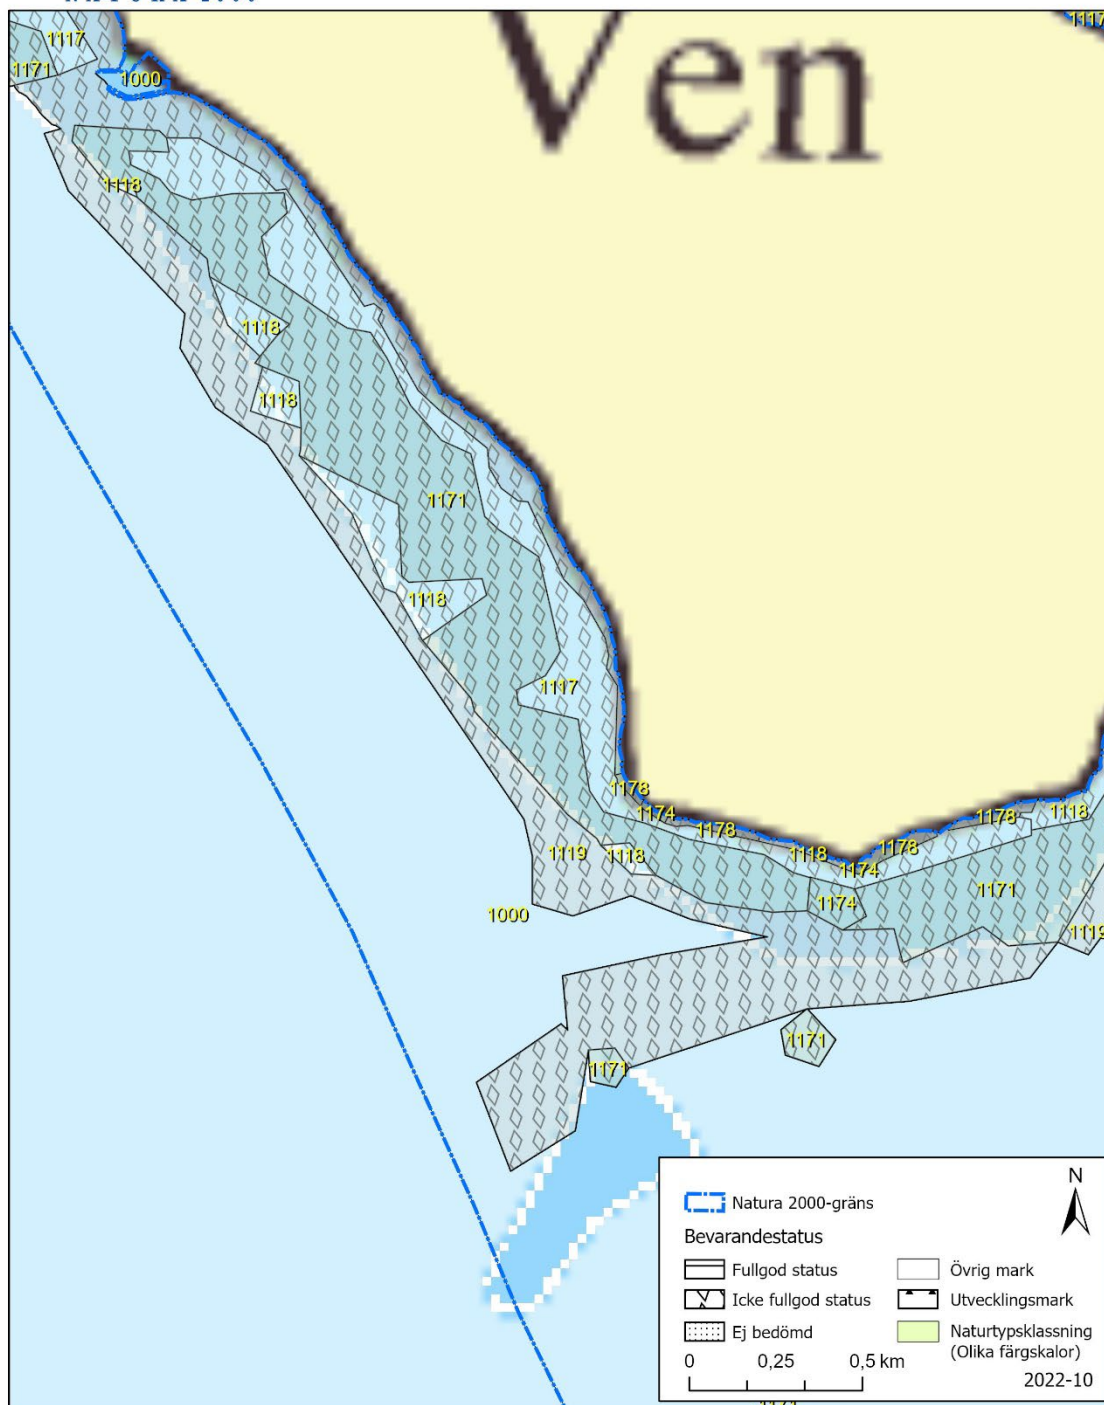 1117
1117
1171
1000
Ven
1118
1118
1118
1171
1118
1117
1178
1174
1178
1178
1118
1118
1178
1174
1119
1118
1171
1174
1000
1119
1171
1171
N
Natura 2000-gräns
Bevarandestatus
Fullgod status
Övrig mark
Icke fullgod status
Utvecklingsmark
Ej bedömd
Naturtypsklassning
(Olika färgskalor)
0 0,25 0,5 km
2022-10